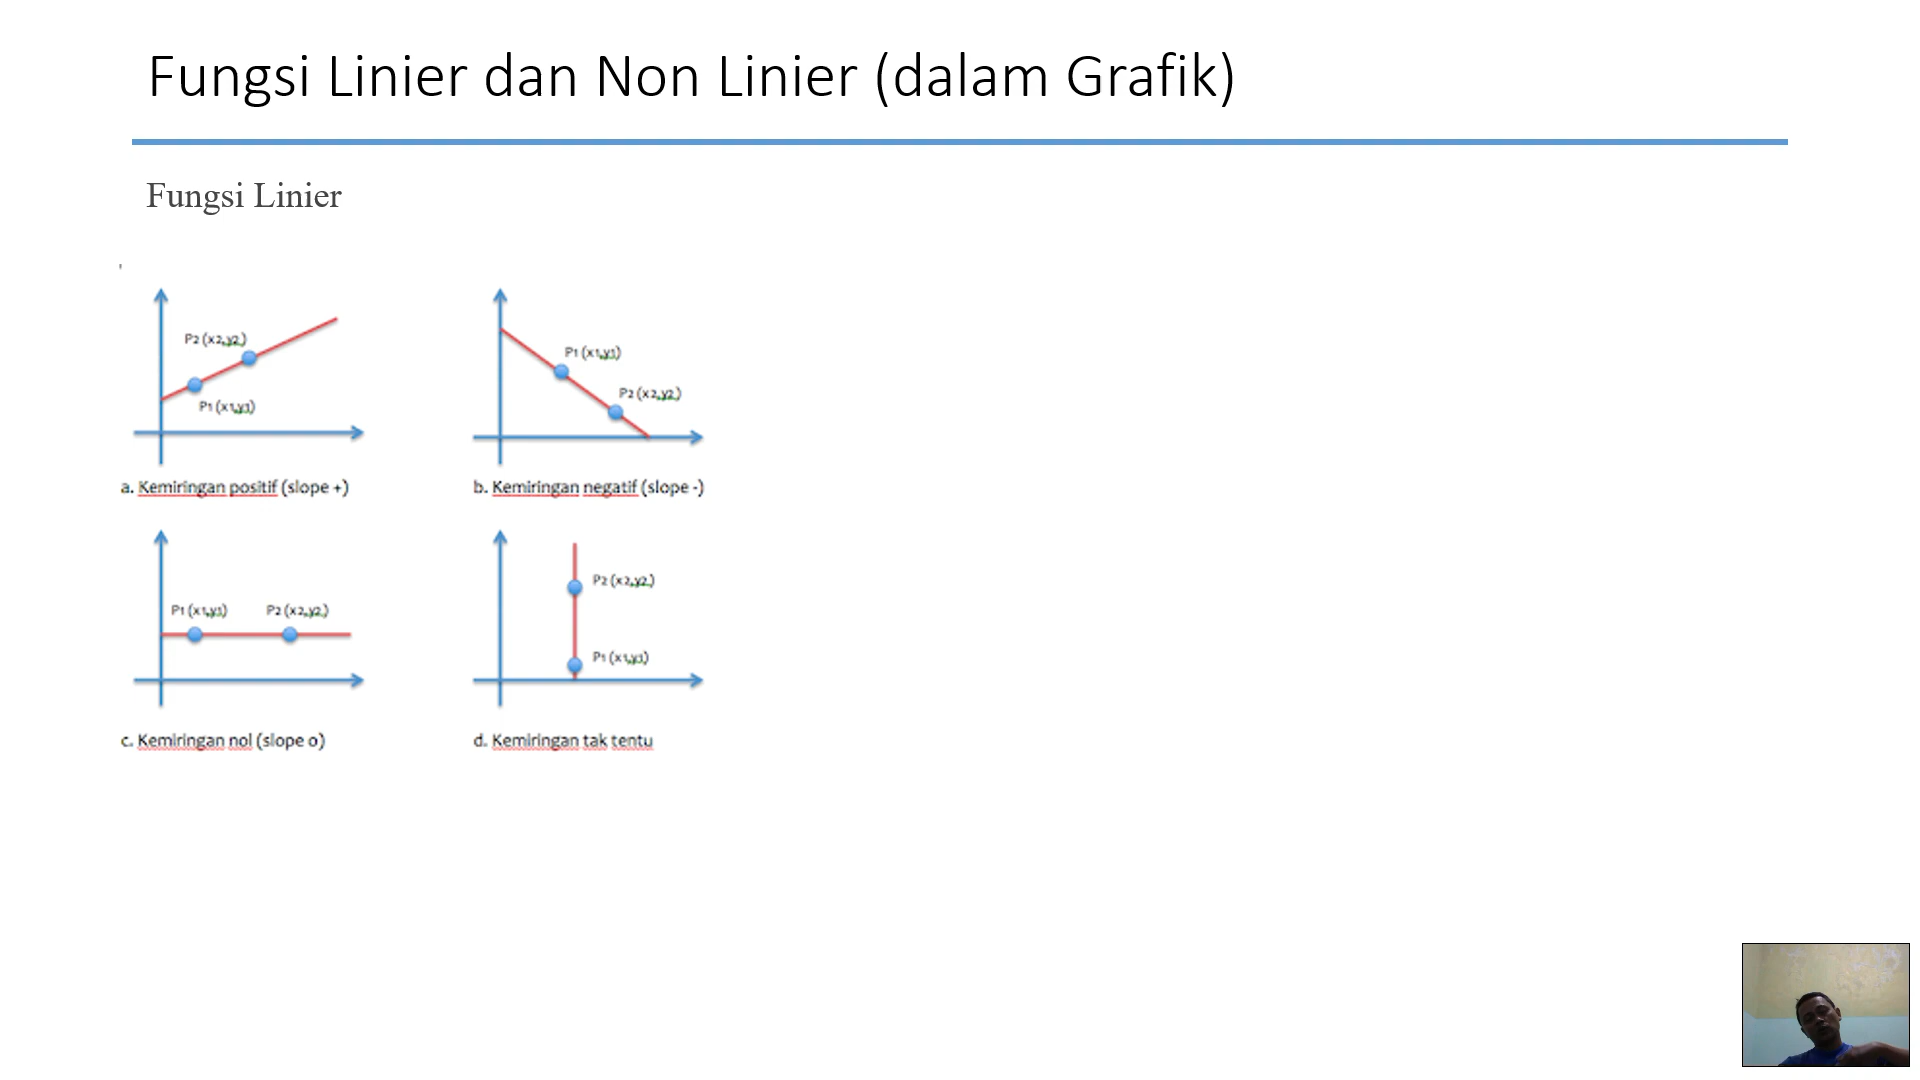 Fungsi Linier dan Non Linier (dalam Grafik)
Fungsi Linier
P2 (x2,y2)
P1 (x1,y1)
a. Kemiringan positif (slope +)
P1 (x1,y1)
P2 (x2,y2)
b. Kemiringan negatif (slope -)
P1 (x1,y1) P2 (x2,y2)
c. Kemiringan nol (slope 0)
P2 (x2,y2)
P1 (x1,y1)
d. Kemiringan tak tentu